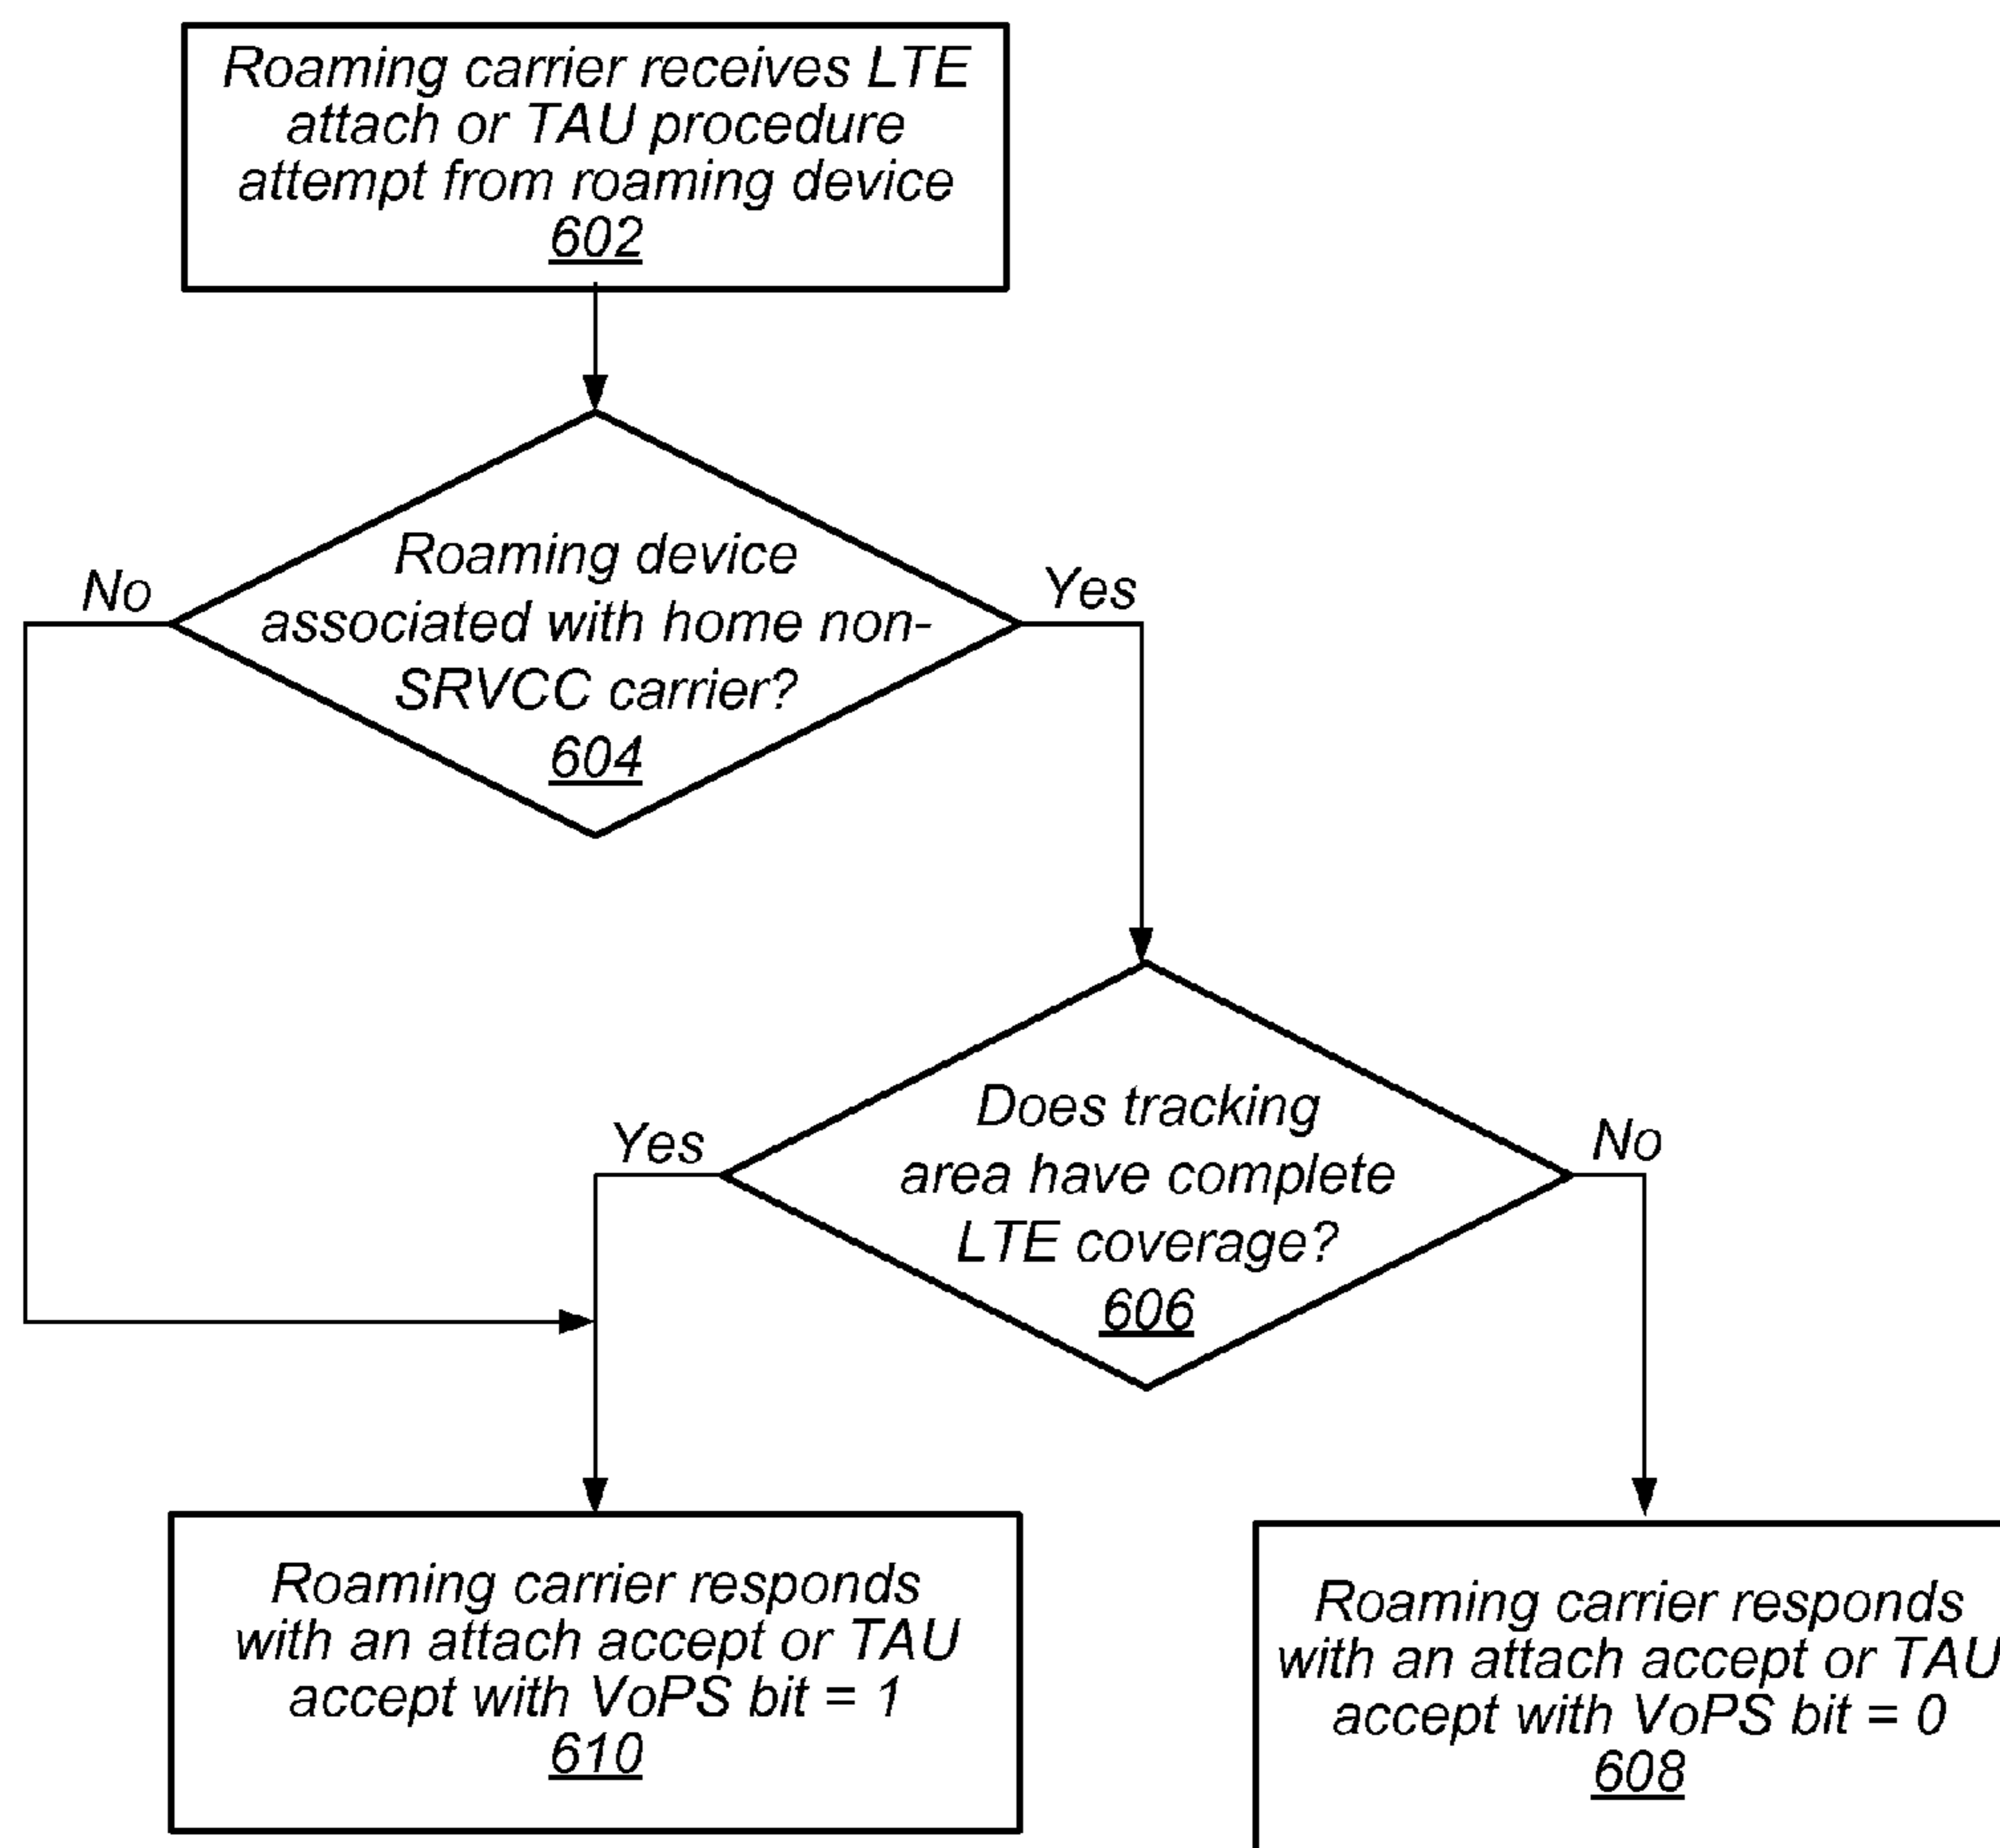 Roaming carrier receives LTE
attach or TAU procedure
attempt from roaming device
602
Roaming device
associated with home non-
SRVCC carrier?
604
No
Yes
Does tracking
area have complete
LTE coverage?
606
Yes
No
Roaming carrier responds
with an attach accept or TAU
accept with VoPS bit = 1
610
Roaming carrier responds
with an attach accept or TAU
accept with VoPS bit = 0
608